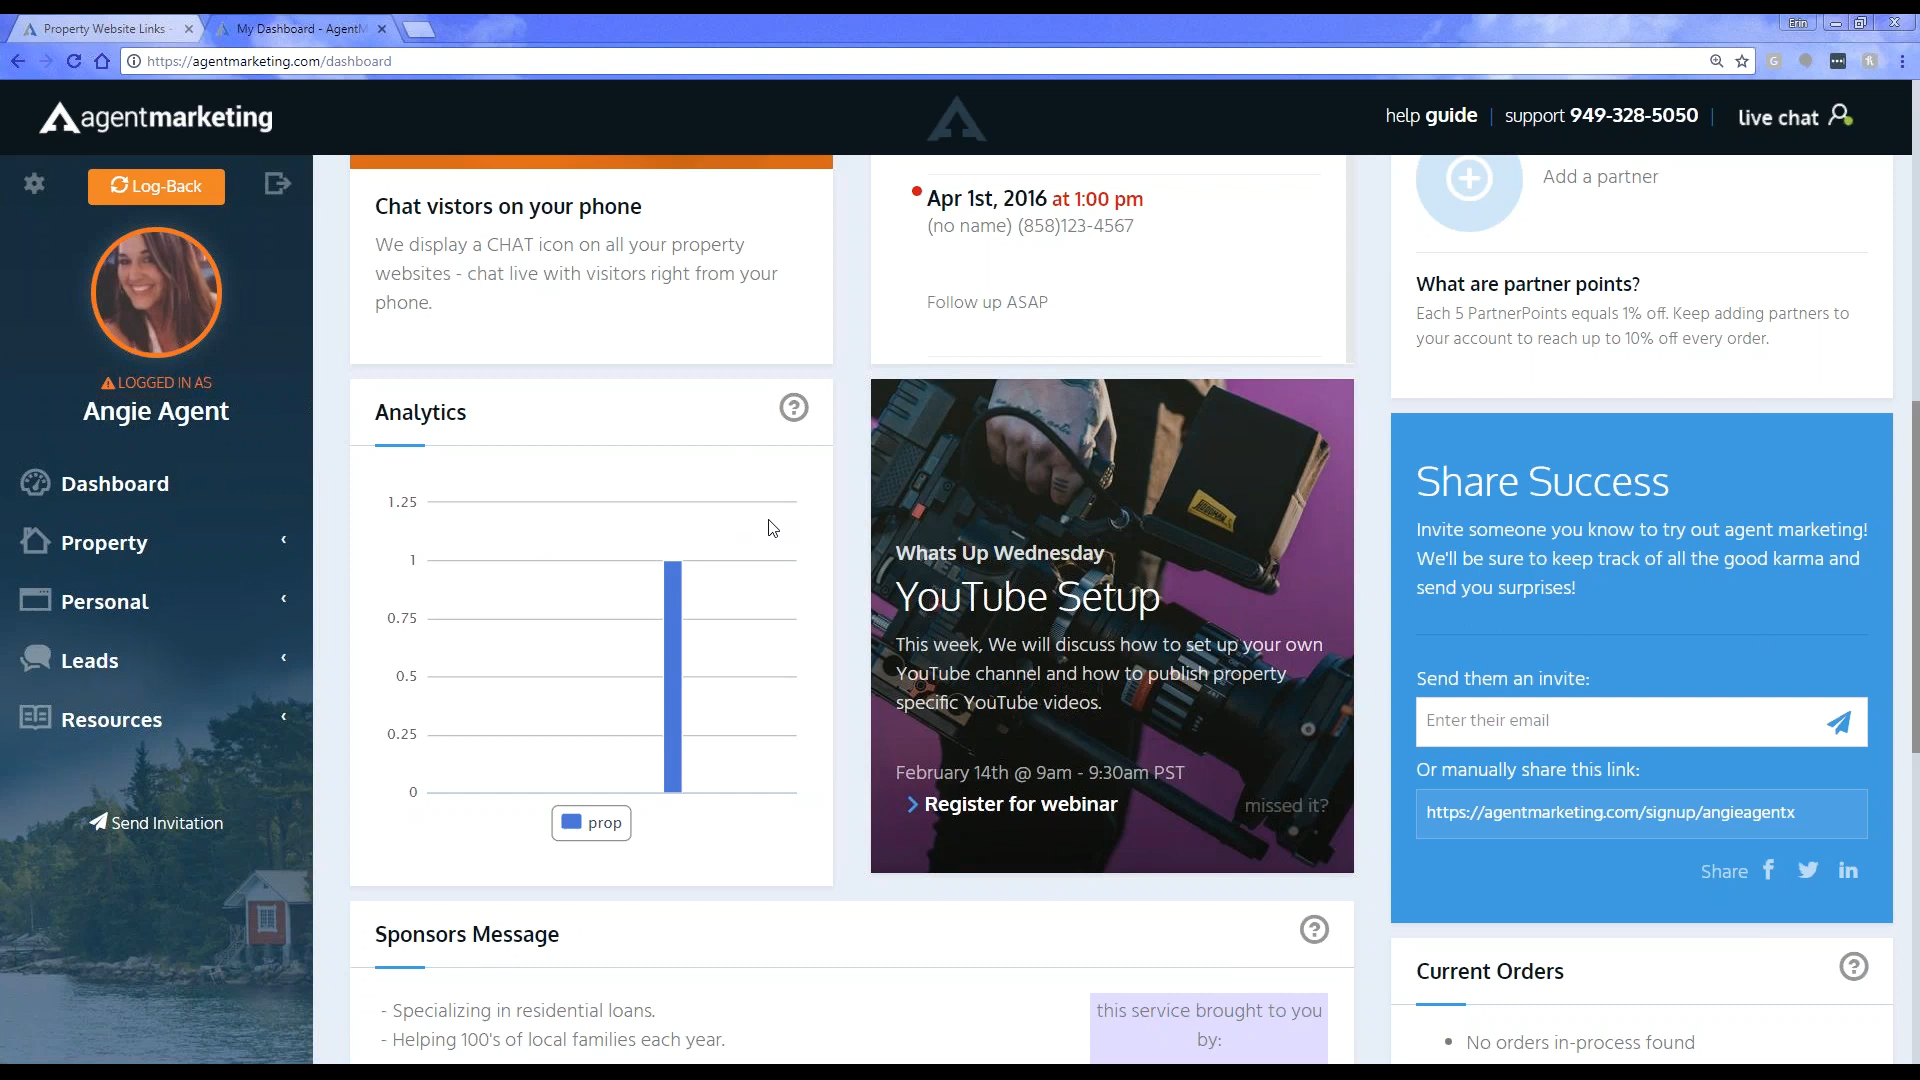 Property Website Links -
My Dashboard - AgentM
Erin
https://agentmarketing.com/dashboard
agentmarketing
help guide
support 949-328-5050
live chat
Log-Back
LOGGED IN AS
Angie Agent
Dashboard
Property
Personal
Leads
Resources
Send Invitation
Chat vistors on your phone
We display a CHAT icon on all your property
websites - chat live with visitors right from your
phone.
Analytics
1.25
1
0.75
0.5
0.25
0
prop
Apr 1st, 2016 at 1:00 pm
(no name) (858)123-4567
Follow up ASAP
Whats Up Wednesday
YouTube Setup
This week, We will discuss how to set up your own
YouTube channel and how to publish property
specific YouTube videos.
February 14th @ 9am - 9:30am PST
Register for webinar
missed it?
Sponsors Message
- Specializing in residential loans.
- Helping 100's of local families each year.
this service brought to you
by:
Add a partner
What are partner points?
Each 5 PartnerPoints equals 1% off. Keep adding partners to
your account to reach up to 10% off every order.
Share Success
Invite someone you know to try out agent marketing!
We'll be sure to keep track of all the good karma and
send you surprises!
Send them an invite:
Enter their email
Or manually share this link:
https://agentmarketing.com/signup/angieagentx
Share
Current Orders
No orders in-process found